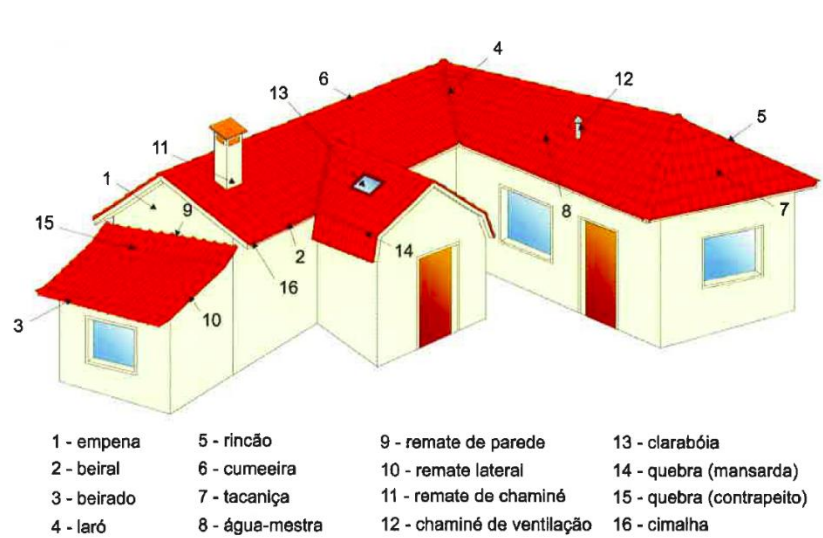 4
6
12
13
5
11
1
9
15
7
8
2
14
16
3
10
1 - empena
2 - beiral
3 - beirado
4 - laró
5 - rincão
6 - cumeeira
7 - tacaniça
8 - água-mestra
9 - remate de parede
10 - remate lateral
11 - remate de chaminé
12 - chaminé de ventilação
13 - clarabóia
14 - quebra (mansarda)
15 - quebra (contrapeito)
16 - cimalha